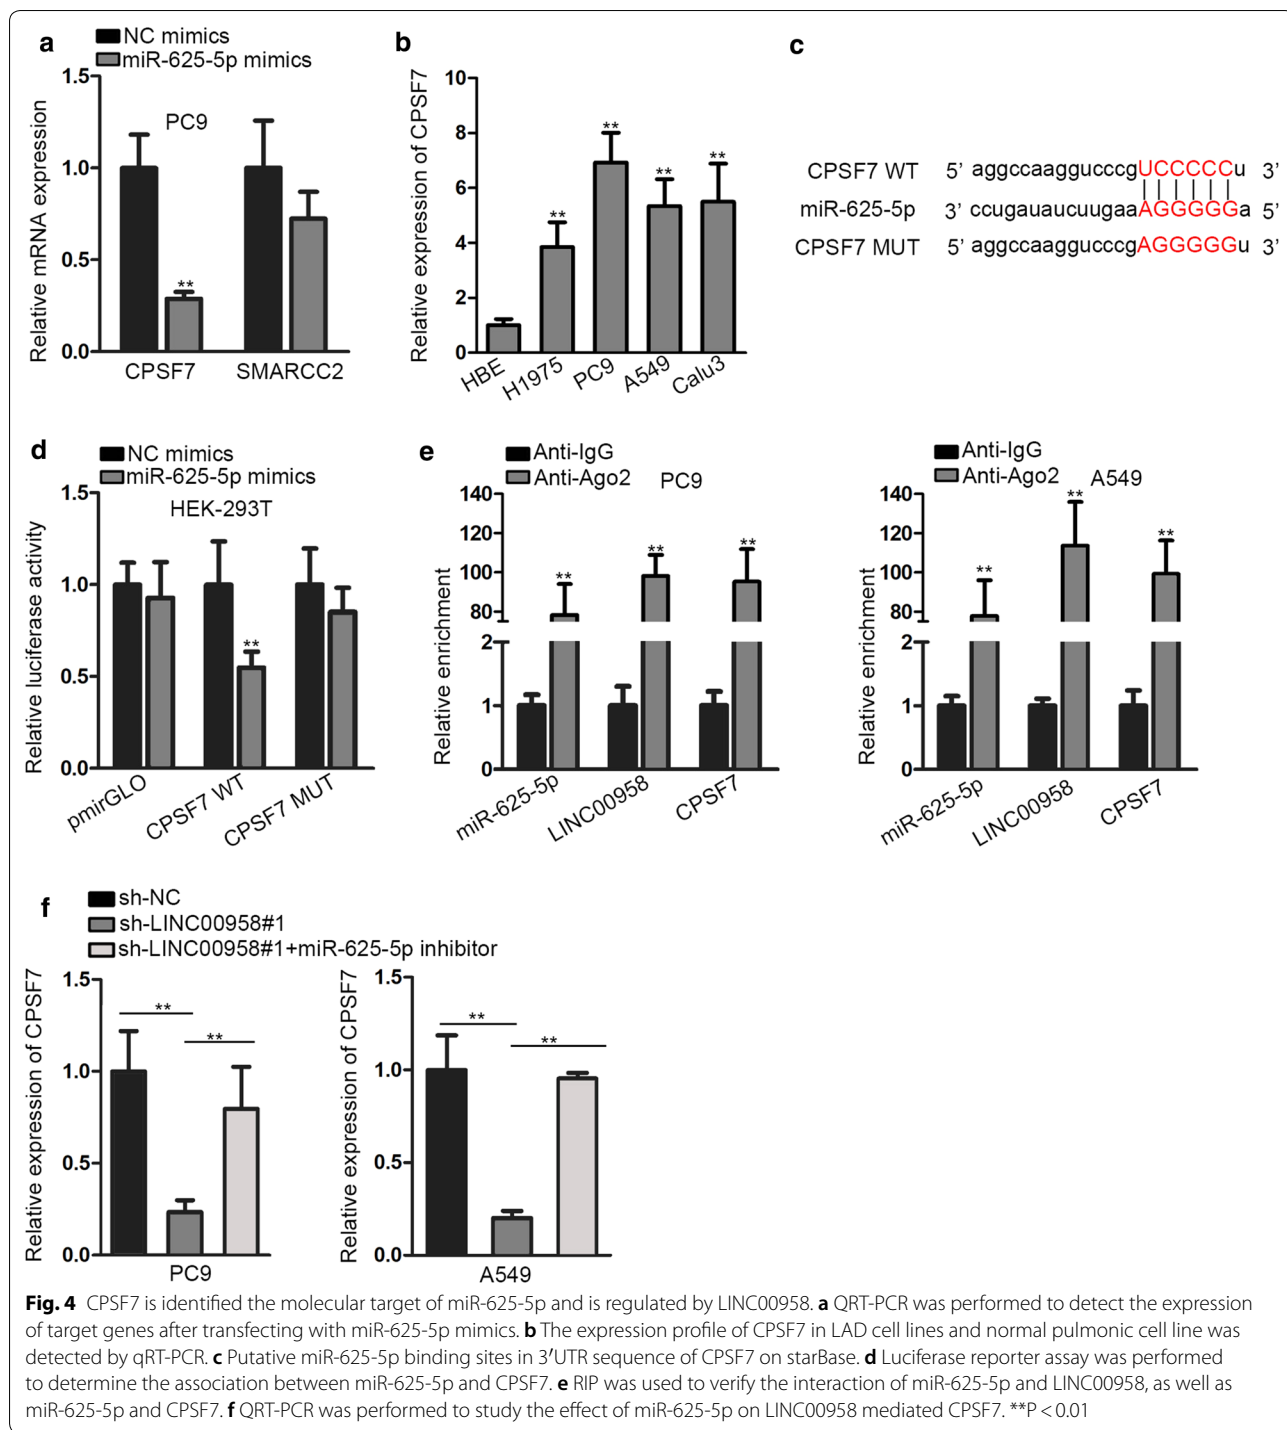 a
NC mimics
miR-625-5p mimics
Relative mRNA expression
1.5
1.0
0.5
0.0
PC9
**
CPSF7 SMARCC2
b
Relative expression of CPSF7
10
8
6
4
2
0
** ** ** **
HBE H1975 PC9 A549 Calu3
c
CPSF7 WT 5’ aggccaaggucccgUCCCCCu 3’
miR-625-5p 3’ ccugauaucuugaaAGGGGGa 5’
CPSF7 MUT 5’ aggccaaggucccgAGGGGGu 3’
d
NC mimics
miR-625-5p mimics
HEK-293T
Relative luciferase activity
1.5
1.0
0.5
0.0
**
pmirGLO CPSF7 WT CPSF7 MUT
e
Anti-IgG
Anti-Ago2
PC9
Relative enrichment
140
120
100
80
2
1
0
** ** **
miR-625-5p LINC00958 CPSF7
Anti-IgG
Anti-Ago2
A549
Relative enrichment
140
120
100
80
2
1
0
** ** **
miR-625-5p LINC00958 CPSF7
f
sh-NC
sh-LINC00958#1
sh-LINC00958#1+miR-625-5p inhibitor
Relative expression of CPSF7
1.5
1.0
0.5
0.0
** **
PC9
Relative expression of CPSF7
1.5
1.0
0.5
0.0
** **
A549
Fig. 4 CPSF7 is identified the molecular target of miR-625-5p and is regulated by LINC00958. a QRT-PCR was performed to detect the expression
of target genes after transfecting with miR-625-5p mimics. b The expression profile of CPSF7 in LAD cell lines and normal pulmonic cell line was
detected by qRT-PCR. c Putative miR-625-5p binding sites in 3′UTR sequence of CPSF7 on starBase. d Luciferase reporter assay was performed
to determine the association between miR-625-5p and CPSF7. e RIP was used to verify the interaction of miR-625-5p and LINC00958, as well as
miR-625-5p and CPSF7. f QRT-PCR was performed to study the effect of miR-625-5p on LINC00958 mediated CPSF7. **P < 0.01